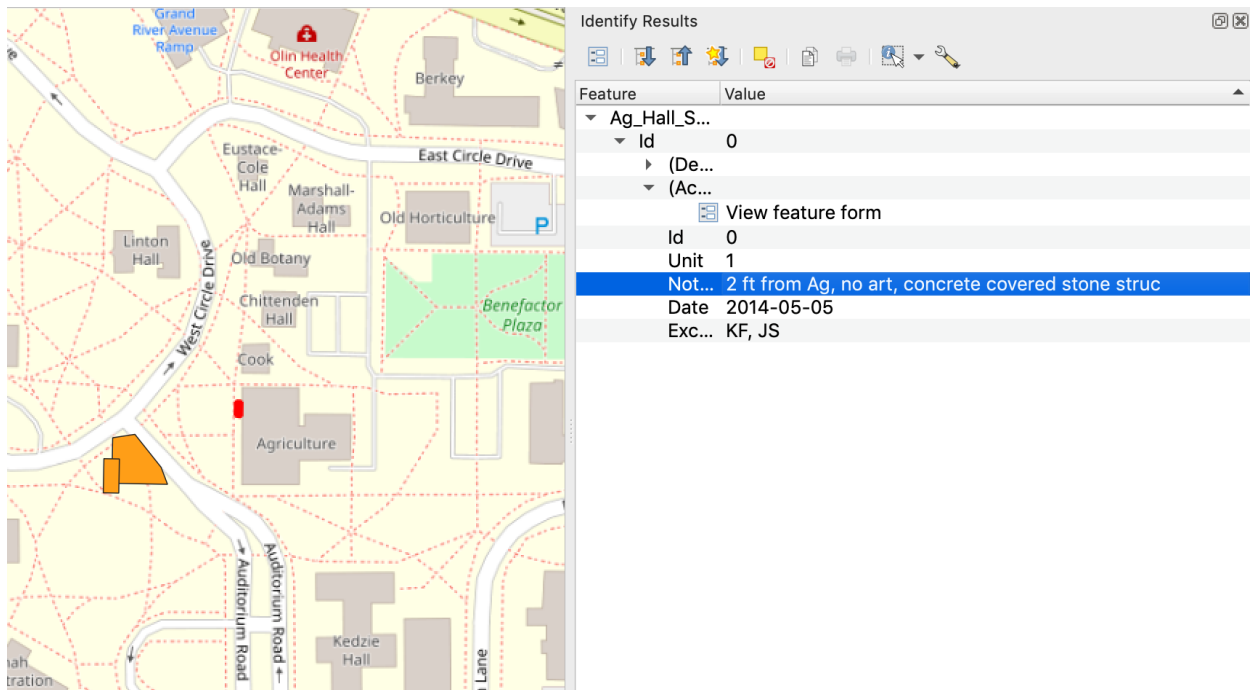 Grand
River Avenue
Ramp
Olin Health
Center
Berkey
East Circle Drive
Eustace-
Cole
Hall
Marshall-
Adams
Hall
Old Horticulture
P
Linton
Hall
Old Botany
West Circle Drive
Chittenden
Hall
Benefactor
Plaza
Cook
Agriculture
Auditorium Road
Auditorium Road
Kedzie
Hall
Lane
nah
tration
Identify Results
Feature Value
Ag_Hall_S...
Id 0
(De...
(Ac...
View feature form
Id 0
Unit 1
Not... 2 ft from Ag, no art, concrete covered stone struc
Date 2014-05-05
Exc... KF, JS